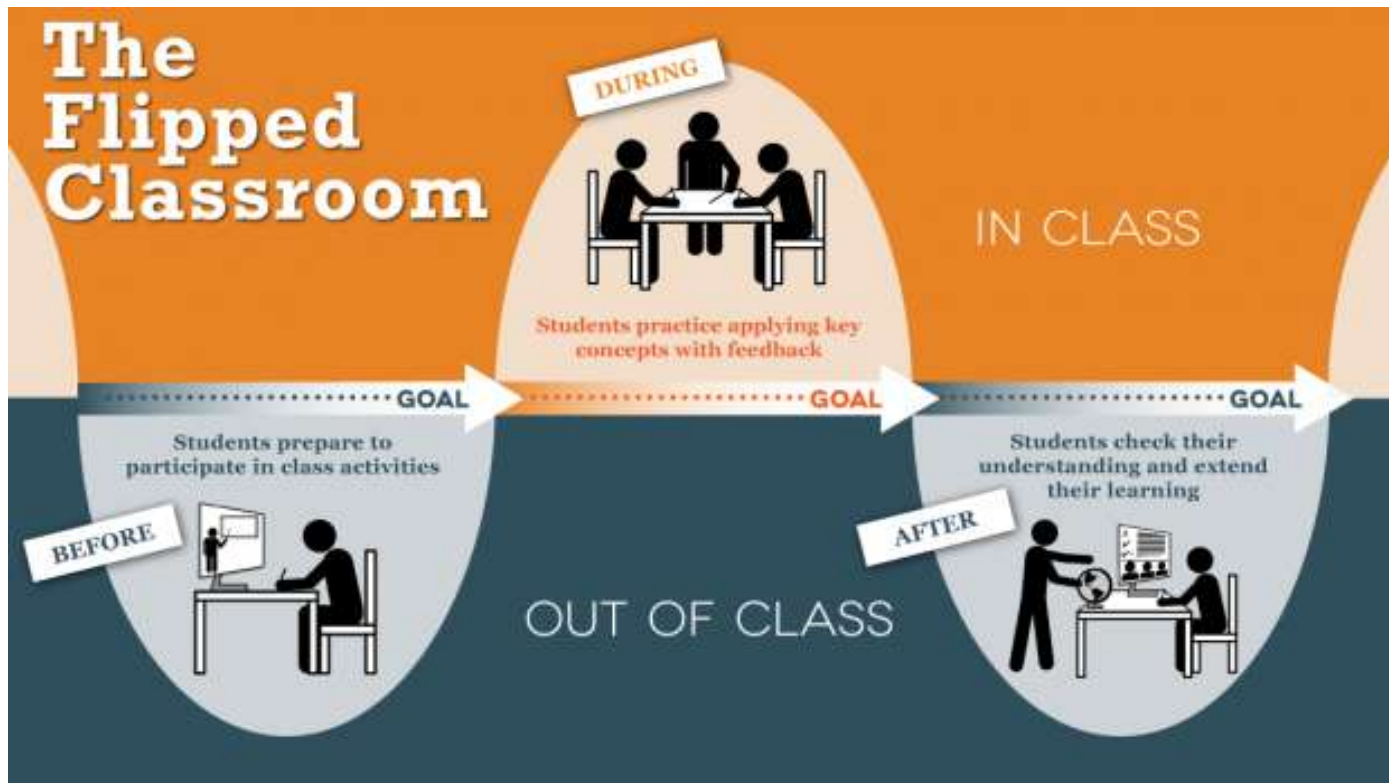 The
Flipped
Classroom
DURING
IN CLASS
Students practice applying key
concepts with feedback
GOAL
GOAL
GOAL
Students prepare to
participate in class activities
BEFORE
OUT OF CLASS
Students check their
understanding and extend
their learning
AFTER